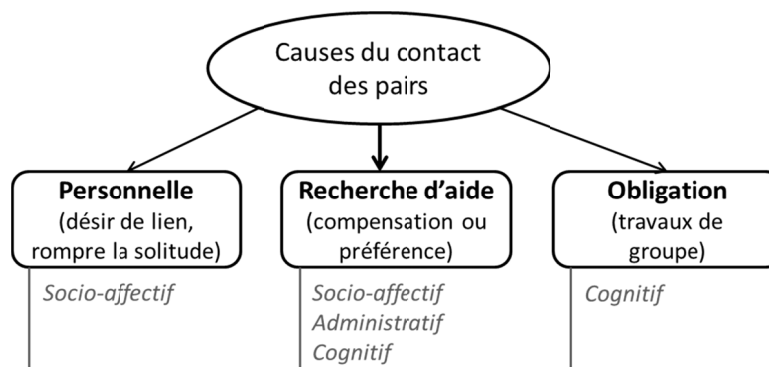 Causes du contact
des pairs
Personnelle
(désir de lien,
rompre la solitude)
Recherche d'aide
(compensation ou
préférence)
Obligation
(travaux de
groupe)
Socio-affectif
Socio-affectif
Administratif
Cognitif
Cognitif